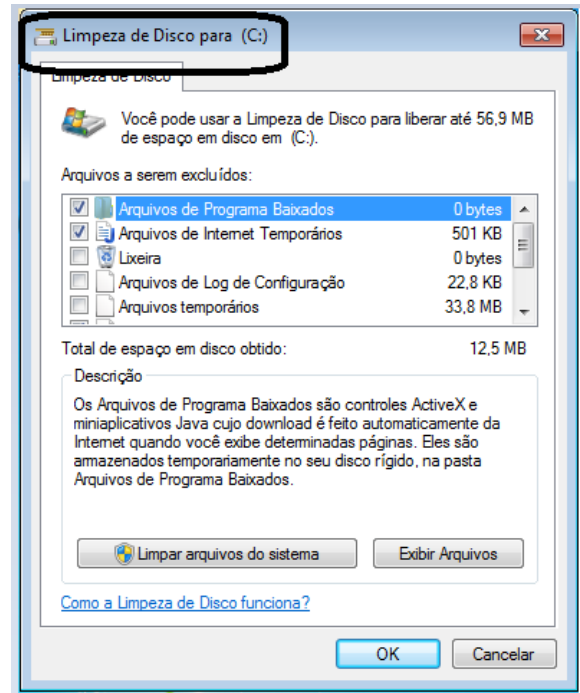 Limpeza de Disco para (C:)
Limpeza de Disco
Você pode usar a Limpeza de Disco para liberar até 56,9 MB
de espaço em disco em (C:).
Arquivos a serem excluídos:
Arquivos de Programa Baixados 0 bytes
Arquivos de Internet Temporários 501 KB
Lixeira 0 bytes
Arquivos de Log de Configuração 22,8 KB
Arquivos temporários 33,8 MB
Total de espaço em disco obtido: 12,5 MB
Descrição
Os Arquivos de Programa Baixados são controles ActiveX e
miniaplicativos Java cujo download é feito automaticamente da
Internet quando você exibe determinadas páginas. Eles são
armazenados temporariamente no seu disco rígido, na pasta
Arquivos de Programa Baixados.
Limpar arquivos do sistema Exibir Arquivos
Como a Limpeza de Disco funciona?
OK Cancelar